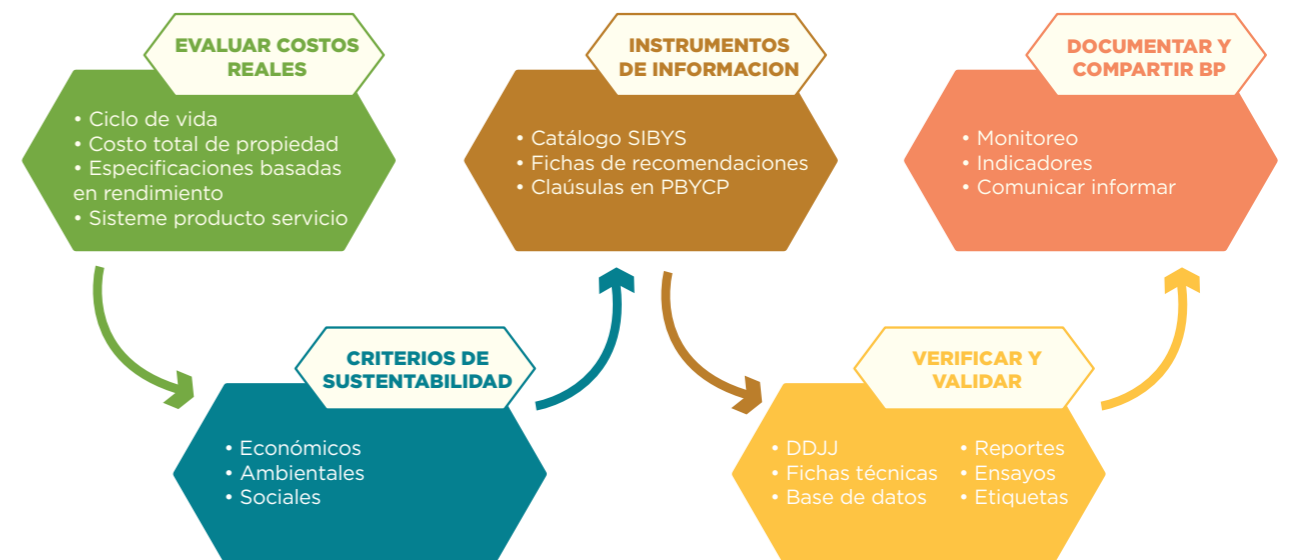 EVALUAR COSTOS
REALES
• Ciclo de vida
• Costo total de propiedad
• Especificaciones basadas
en rendimiento
• Sisteme producto servicio
CRITERIOS DE
SUSTENTABILIDAD
• Económicos
• Ambientales
• Sociales
INSTRUMENTOS
DE INFORMACION
• Catálogo SIBYS
• Fichas de recomendaciones
• Claúsulas en PBYCP
VERIFICAR Y
VALIDAR
• DDJJ
• Fichas técnicas
• Base de datos
• Reportes
• Ensayos
• Etiquetas
DOCUMENTAR Y
COMPARTIR BP
• Monitoreo
• Indicadores
• Comunicar informar